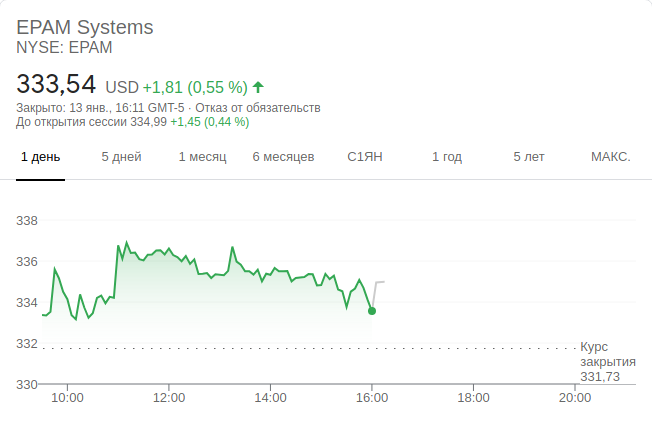 EPAM Systems
NYSE: EPAM
333,54 USD +1,81 (0,55 %)
Закрыто: 13 янв., 16:11 GMT-5 · Отказ от обязательств
До открытия сессии 334,99 +1,45 (0,44 %)
1 день 5 дней 1 месяц 6 месяцев С1ЯН 1 год 5 лет МАКС.
338
336
334
332
330
Курс
закрытия
331,73
10:00 12:00 14:00 16:00 18:00 20:00